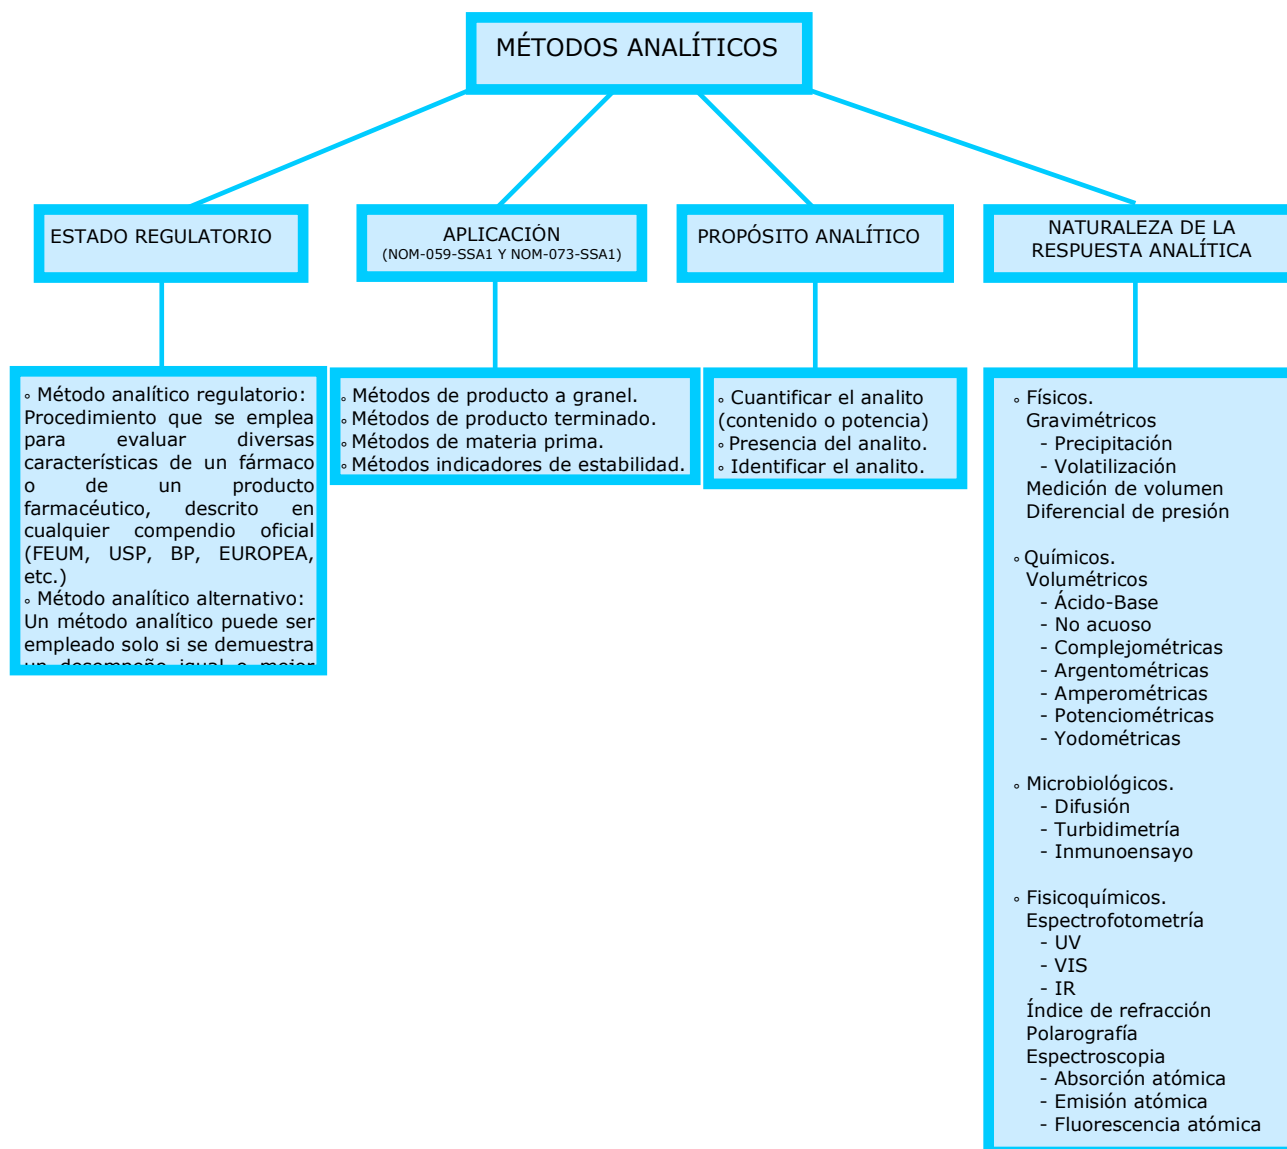 MÉTODOS ANALÍTICOS
ESTADO REGULATORIO
APLICACIÓN
(NOM-059-SSA1 Y NOM-073-SSA1)
PROPÓSITO ANALÍTICO
NATURALEZA DE LA
RESPUESTA ANALÍTICA
◦ Método analítico regulatorio:
Procedimiento que se emplea
para evaluar diversas
características de un fármaco
o de un producto
farmacéutico, descrito en
cualquier compendio oficial
(FEUM, USP, BP, EUROPEA,
etc.)
◦ Método analítico alternativo:
Un método analítico puede ser
empleado solo si se demuestra
un desempeño igual o mejor
◦ Métodos de producto a granel.
◦ Métodos de producto terminado.
◦ Métodos de materia prima.
◦ Métodos indicadores de estabilidad.
◦ Cuantificar el analito
(contenido o potencia)
◦ Presencia del analito.
◦ Identificar el analito.
◦ Físicos.
Gravimétricos
- Precipitación
- Volatilización
Medición de volumen
Diferencial de presión
◦ Químicos.
Volumétricos
- Ácido-Base
- No acuoso
- Complejométricas
- Argentométricas
- Amperométricas
- Potenciométricas
- Yodométricas
◦ Microbiológicos.
- Difusión
- Turbidimetría
- Inmunoensayo
◦ Fisicoquímicos.
Espectrofotometría
- UV
- VIS
- IR
Índice de refracción
Polarografía
Espectroscopia
- Absorción atómica
- Emisión atómica
- Fluorescencia atómica